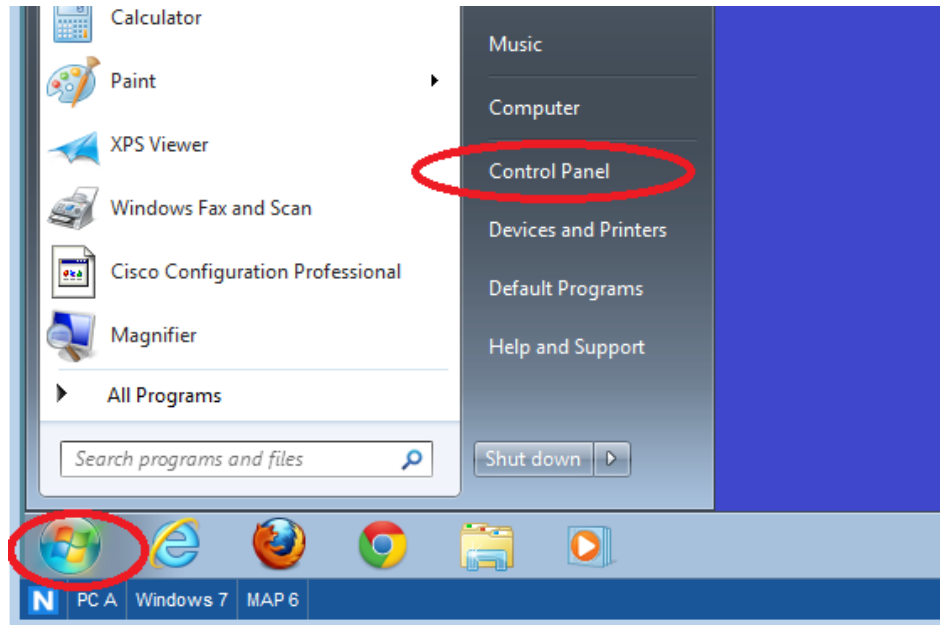 Calculator
Paint
XPS Viewer
Windows Fax and Scan
Cisco Configuration Professional
Magnifier
All Programs
Search programs and files
Music
Computer
Control Panel
Devices and Printers
Default Programs
Help and Support
Shut down
N PC A Windows 7 MAP 6